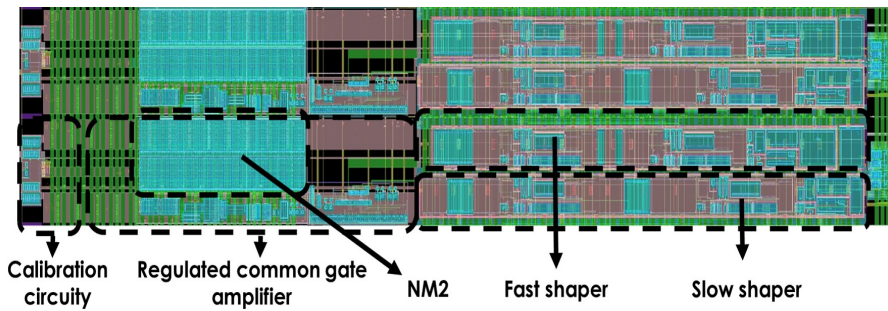 Calibration
circuity
Regulated common gate
amplifier
NM2
Fast shaper
Slow shaper